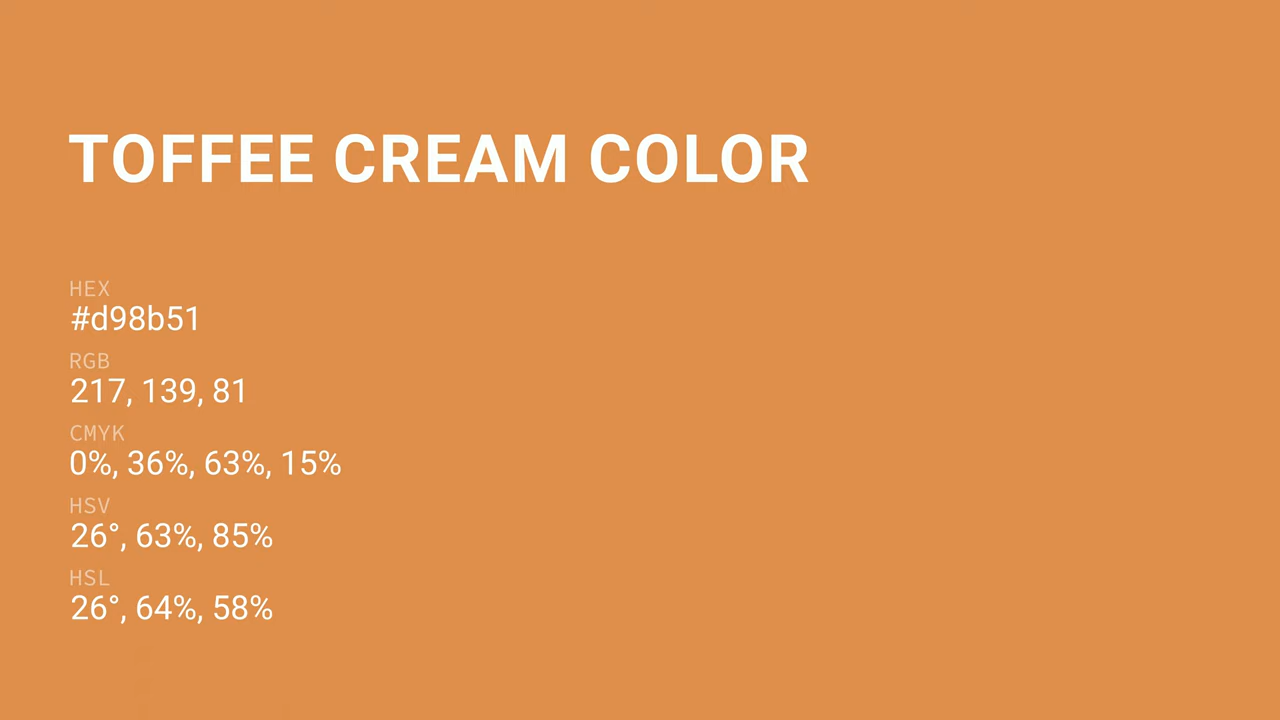 TOFFEE CREAM COLOR
HEX
#d98b51
RGB
217, 139, 81
CMYK
0%, 36%, 63%, 15%
HSV
26°, 63%, 85%
HSL
26°, 64%, 58%